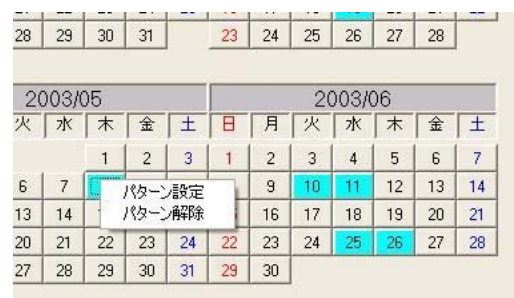 28 29 30 31 23 24 25 26 27 28
2003/05 2003/06
火 水 木 金 土 日 月 火 水 木 金 土
1 2 3 1 2 3 4 5 6 7
6 7 パターン設定 9 10 11 12 13 14
13 14 パターン解除 16 17 18 19 20 21
20 21 22 23 24 22 23 24 25 26 27 28
27 28 29 30 31 29 30